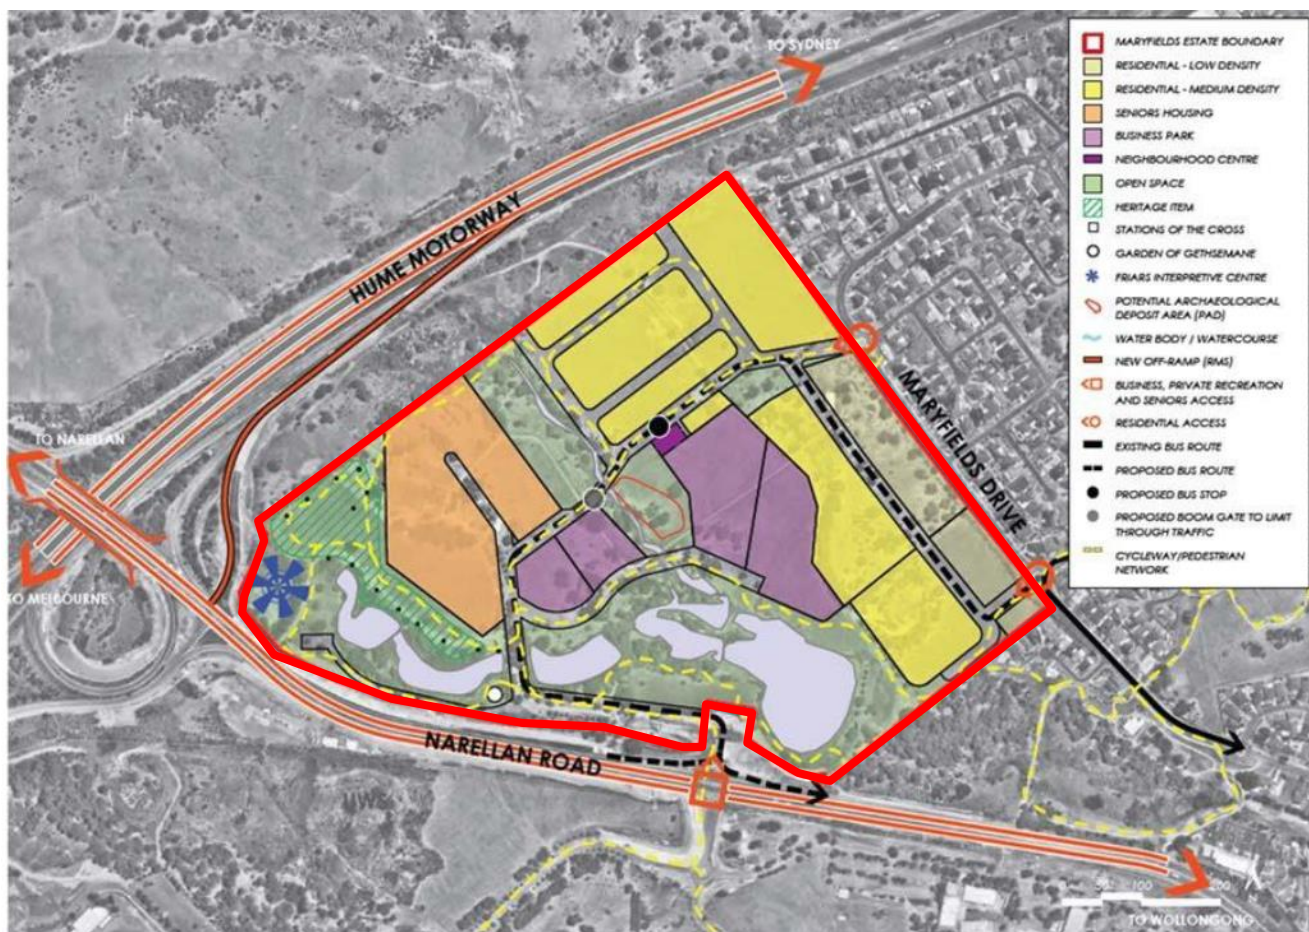 TO SYDNEY
HUME MOTORWAY
TO NARELLAN
TO MELBOURNE
MARYFIELDS DRIVE
NARELLAN ROAD
TO WOLLONGONG
100
200
MARYFIELDS ESTATE BOUNDARY
RESIDENTIAL - LOW DENSITY
RESIDENTIAL - MEDIUM DENSITY
SENIORS HOUSING
BUSINESS PARK
NEIGHBOURHOOD CENTRE
OPEN SPACE
HERITAGE ITEM
STATIONS OF THE CROSS
GARDEN OF GETHSEMANE
FRIARS INTERPRETIVE CENTRE
POTENTIAL ARCHAEOLOGICAL
DEPOSIT AREA (PAD)
WATER BODY / WATERCOURSE
NEW OFF-RAMP (RMS)
BUSINESS, PRIVATE RECREATION
AND SENIORS ACCESS
RESIDENTIAL ACCESS
EXISTING BUS ROUTE
PROPOSED BUS ROUTE
PROPOSED BUS STOP
PROPOSED BOOM GATE TO LIMIT
THROUGH TRAFFIC
CYCLEWAY/PEDESTRIAN
NETWORK